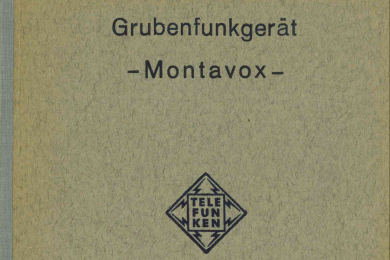 Grubenfunkgerät
-Montavox-
TELE
FUN
KEN